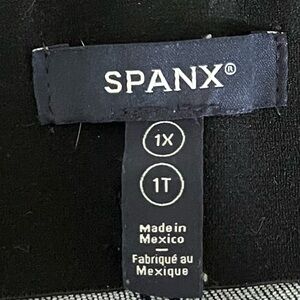 SPANX®
1X
1T
Made in
Mexico
—
Fabriqué au
Mexique